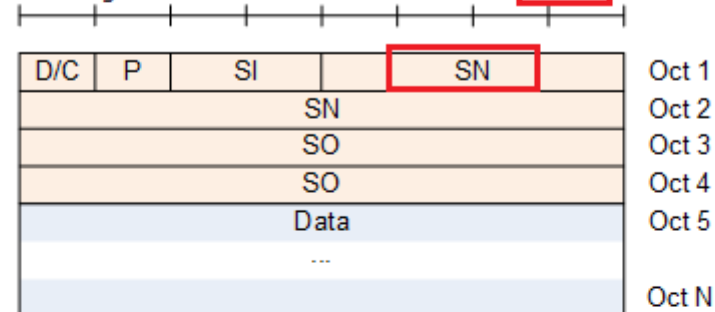 D/C P SI SN Oct 1
SN Oct 2
SO Oct 3
SO Oct 4
Data Oct 5
...
Oct N